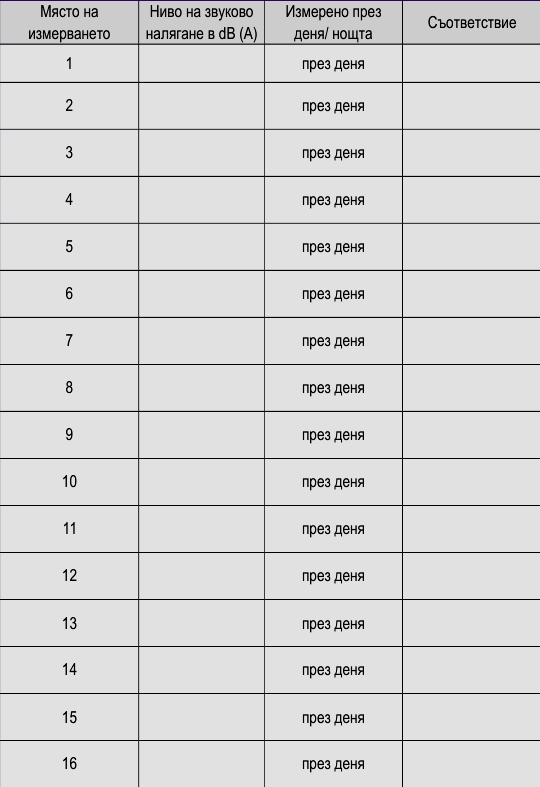 Място на
измерването
Ниво на звуково
налягане в dB (A)
Измерено през
деня/ нощта
Съответствие
1 през деня
2 през деня
3 през деня
4 през деня
5 през деня
6 през деня
7 през деня
8 през деня
9 през деня
10 през деня
11 през деня
12 през деня
13 през деня
14 през деня
15 през деня
16 през деня